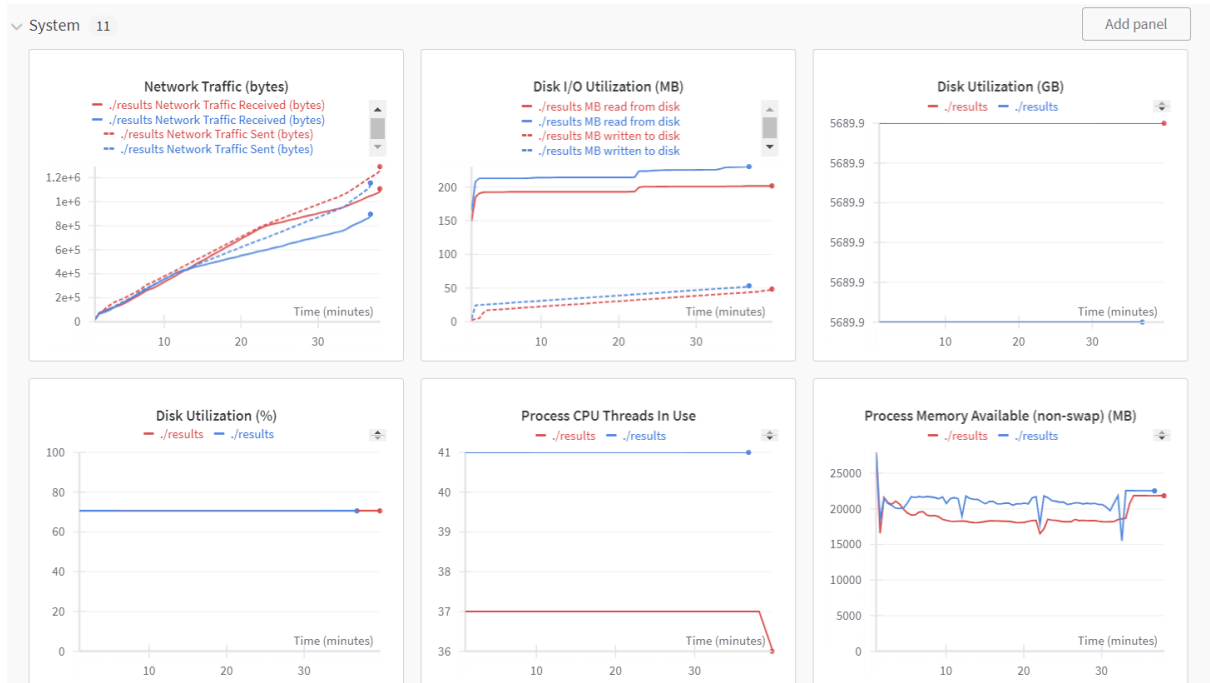 System 11
Add panel
Network Traffic (bytes)
./results Network Traffic Received (bytes)
./results Network Traffic Received (bytes)
./results Network Traffic Sent (bytes)
./results Network Traffic Sent (bytes)
1.2e+6
1e+6
8e+5
6e+5
4e+5
2e+5
0
Time (minutes)
10 20 30
Disk I/O Utilization (MB)
./results MB read from disk
./results MB read from disk
./results MB written to disk
./results MB written to disk
200
150
100
50
0
Time (minutes)
10 20 30
Disk Utilization (GB)
./results ./results
5689.9
5689.9
5689.9
5689.9
5689.9
5689.9
Time (minutes)
10 20 30
Disk Utilization (%)
./results ./results
100
80
60
40
20
0
Time (minutes)
10 20 30
Process CPU Threads In Use
./results ./results
41
40
39
38
37
36
Time (minutes)
10 20 30
Process Memory Available (non-swap) (MB)
./results ./results
25000
20000
15000
10000
5000
0
Time (minutes)
10 20 30